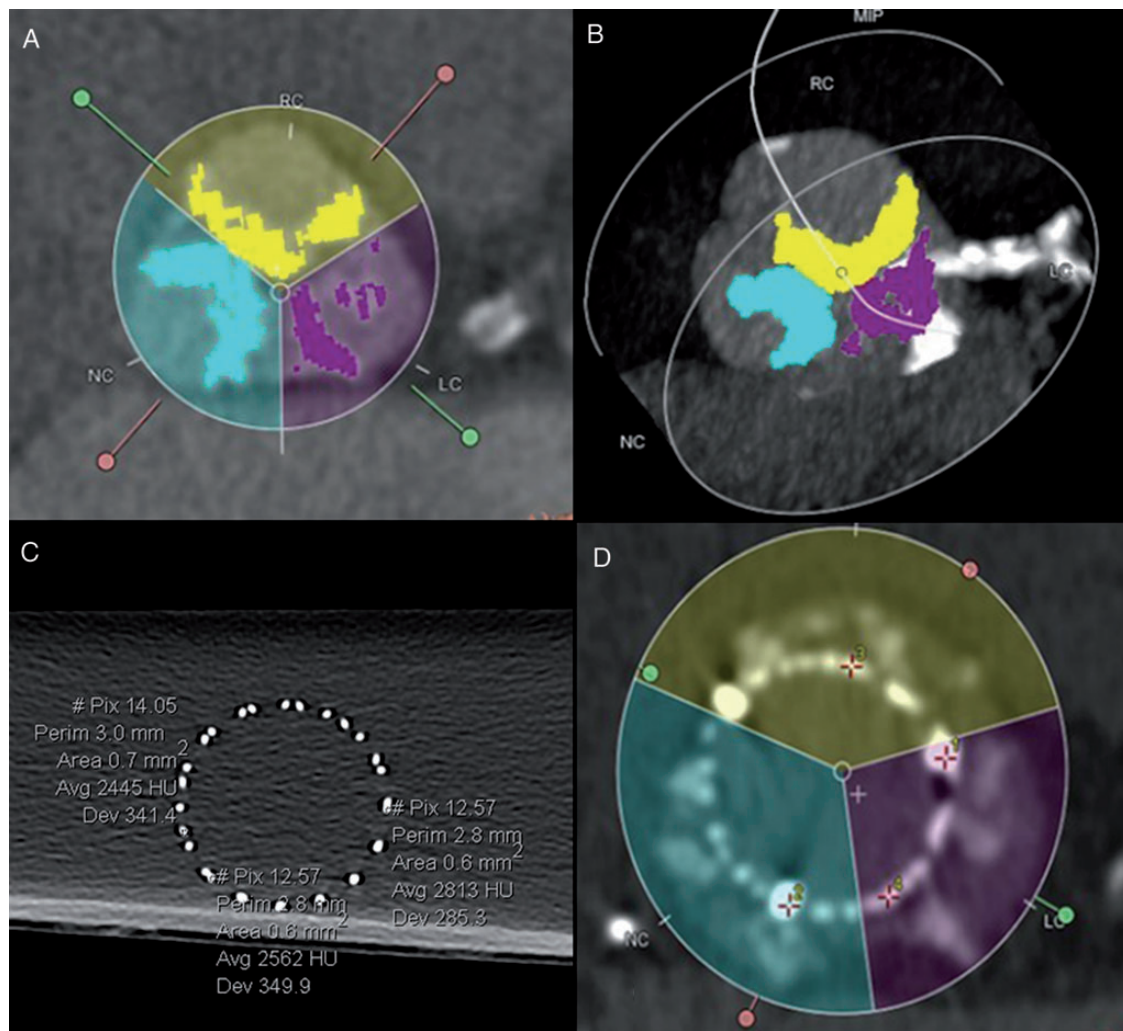 A
RC
NC
LC
B
MIP
RC
LC
NC
C
# Pix 14.05
Perim 3.0 mm
Area 0.7 mm²
Avg 2445 HU
Dev 341.4
# Pix 12.57
Perim 2.8 mm
Area 0.6 mm²
Avg 2813 HU
Dev 285.3
# Pix 12.57
Perim 2.8 mm
Area 0.6 mm²
Avg 2562 HU
Dev 349.9
D
3
1
2
4
NC
LC